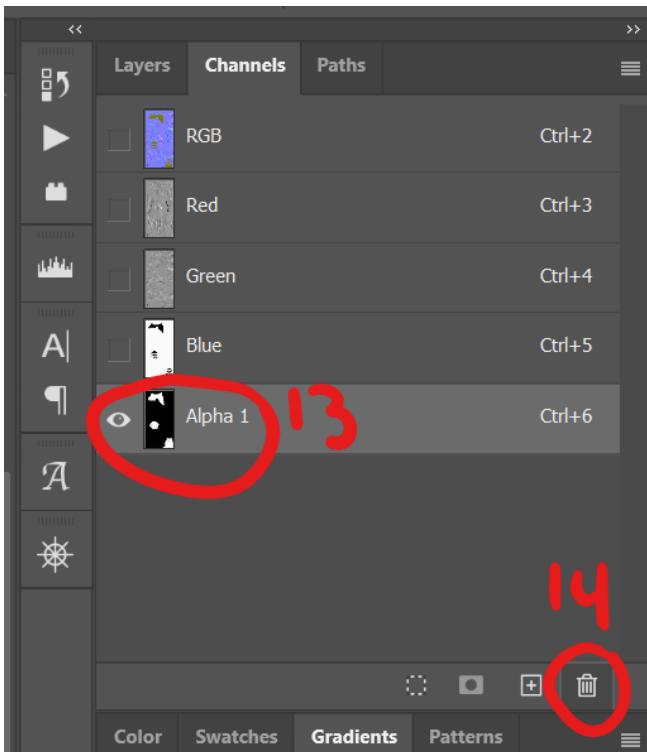 Layers Channels Paths
RGB Ctrl+2
Red Ctrl+3
Green Ctrl+4
Blue Ctrl+5
Alpha 1 Ctrl+6
13
14
Color Swatches Gradients Patterns